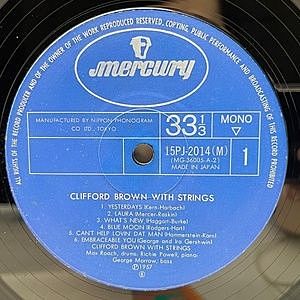 ALL RIGHTS OF THE RECORD PRODUCER AND OF THE OWNER OF THE WORK REPRODUCED RESERVED. COPYING, PUBLIC PERFORMANCE AND BROADCASTING OF THIS RECORD PROHIBITED
mercury
MANUFACTURED BY NIPPON PHONOGRAM CO. LTD., TOKYO
33 1/3
MONO
15PJ-2014 (M)
(MG-36005-A-2)
MADE IN JAPAN
1
CLIFFORD BROWN WITH STRINGS
1. YESTERDAYS (Kern-Harbach)
2. LAURA (Mercer-Raskin)
3. WHAT'S NEW (Haggart-Burke)
4. BLUE MOON (Rodgers-Hart)
5. CAN'T HELP LOVIN' DAT MAN (Hammerstein-Kern)
6. EMBRACEABLE YOU (George and Ira Gershwin)
CLIFFORD BROWN WITH STRINGS
Max Roach, drums; Richie Powell, piano
George Morrow, bass
Ⓟ1957